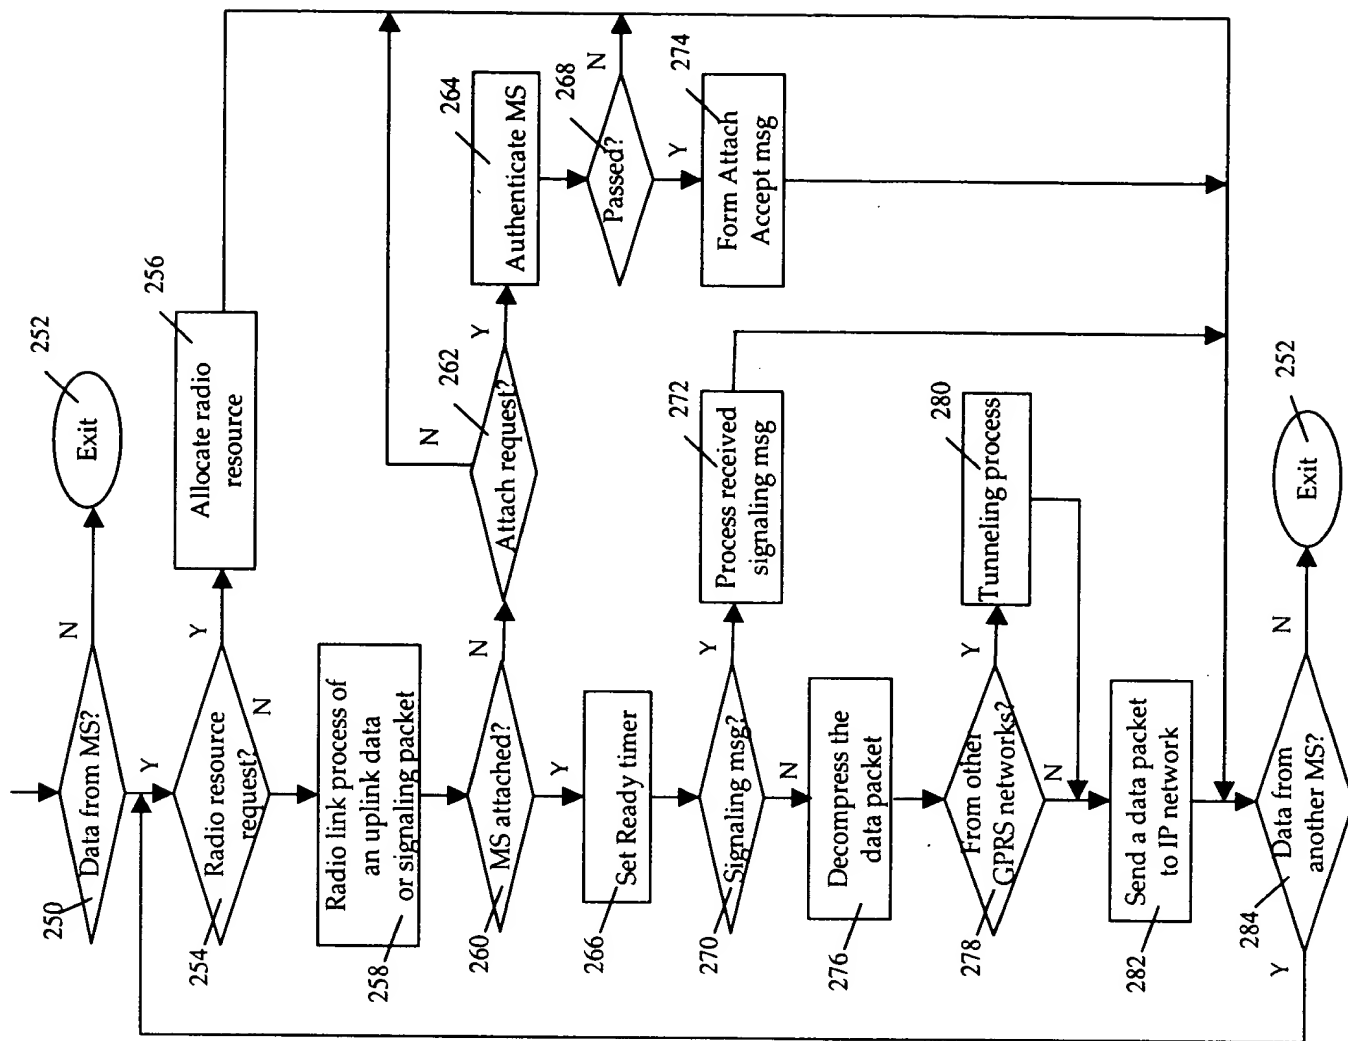 Data from MS?
250
N
Y
Exit
252
Radio resource
request?
254
Y
N
Allocate radio
resource
256
Radio link process of
an uplink data
or signaling packet
258
MS attached?
260
N
Y
Attach request?
262
N
Y
Authenticate MS
264
Passed?
268
N
Y
Form Attach
Accept msg
274
Set Ready timer
266
Signaling msg?
270
Y
N
Process received
signaling msg
272
Decompress the
data packet
276
From other
GPRS networks?
278
Y
N
Tunneling process
280
Send a data packet
to IP network
282
Data from
another MS?
284
Y
N
Exit
252